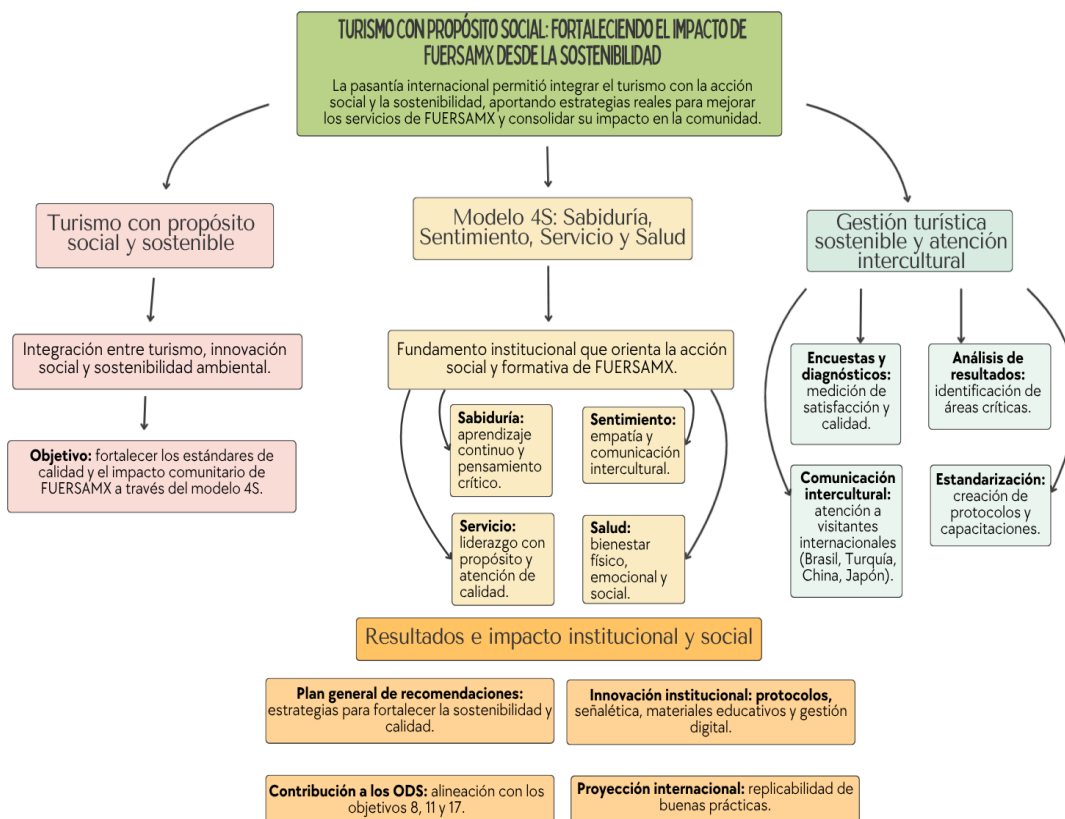 TURISMO CON PROPÓSITO SOCIAL: FORTALECIENDO EL IMPACTO DE
FUERSAMX DESDE LA SOSTENIBILIDAD
La pasantía internacional permitió integrar el turismo con la acción
social y la sostenibilidad, aportando estrategias reales para mejorar
los servicios de FUERSAMX y consolidar su impacto en la comunidad.
Turismo con propósito
social y sostenible
Integración entre turismo, innovación
social y sostenibilidad ambiental.
Objetivo: fortalecer los estándares de
calidad y el impacto comunitario de
FUERSAMX a través del modelo 4S.
Modelo 4S: Sabiduría,
Sentimiento, Servicio y Salud
Fundamento institucional que orienta la acción
social y formativa de FUERSAMX.
Sabiduría:
aprendizaje
continuo y
pensamiento
crítico.
Sentimiento:
empatía y
comunicación
intercultural.
Servicio:
liderazgo con
propósito y
atención de
calidad.
Salud:
bienestar
físico,
emocional y
social.
Gestión turística
sostenible y atención
intercultural
Encuestas y
diagnósticos:
medición de
satisfacción y
calidad.
Análisis de
resultados:
identificación de
áreas críticas.
Comunicación
intercultural:
atención a
visitantes
internacionales
(Brasil, Turquía,
China, Japón).
Estandarización:
creación de
protocolos y
capacitaciones.
Resultados e impacto institucional y social
Plan general de recomendaciones:
estrategias para fortalecer la sostenibilidad y
calidad.
Innovación institucional: protocolos,
señalética, materiales educativos y gestión
digital.
Contribución a los ODS: alineación con los
objetivos 8, 11 y 17.
Proyección internacional: replicabilidad de
buenas prácticas.